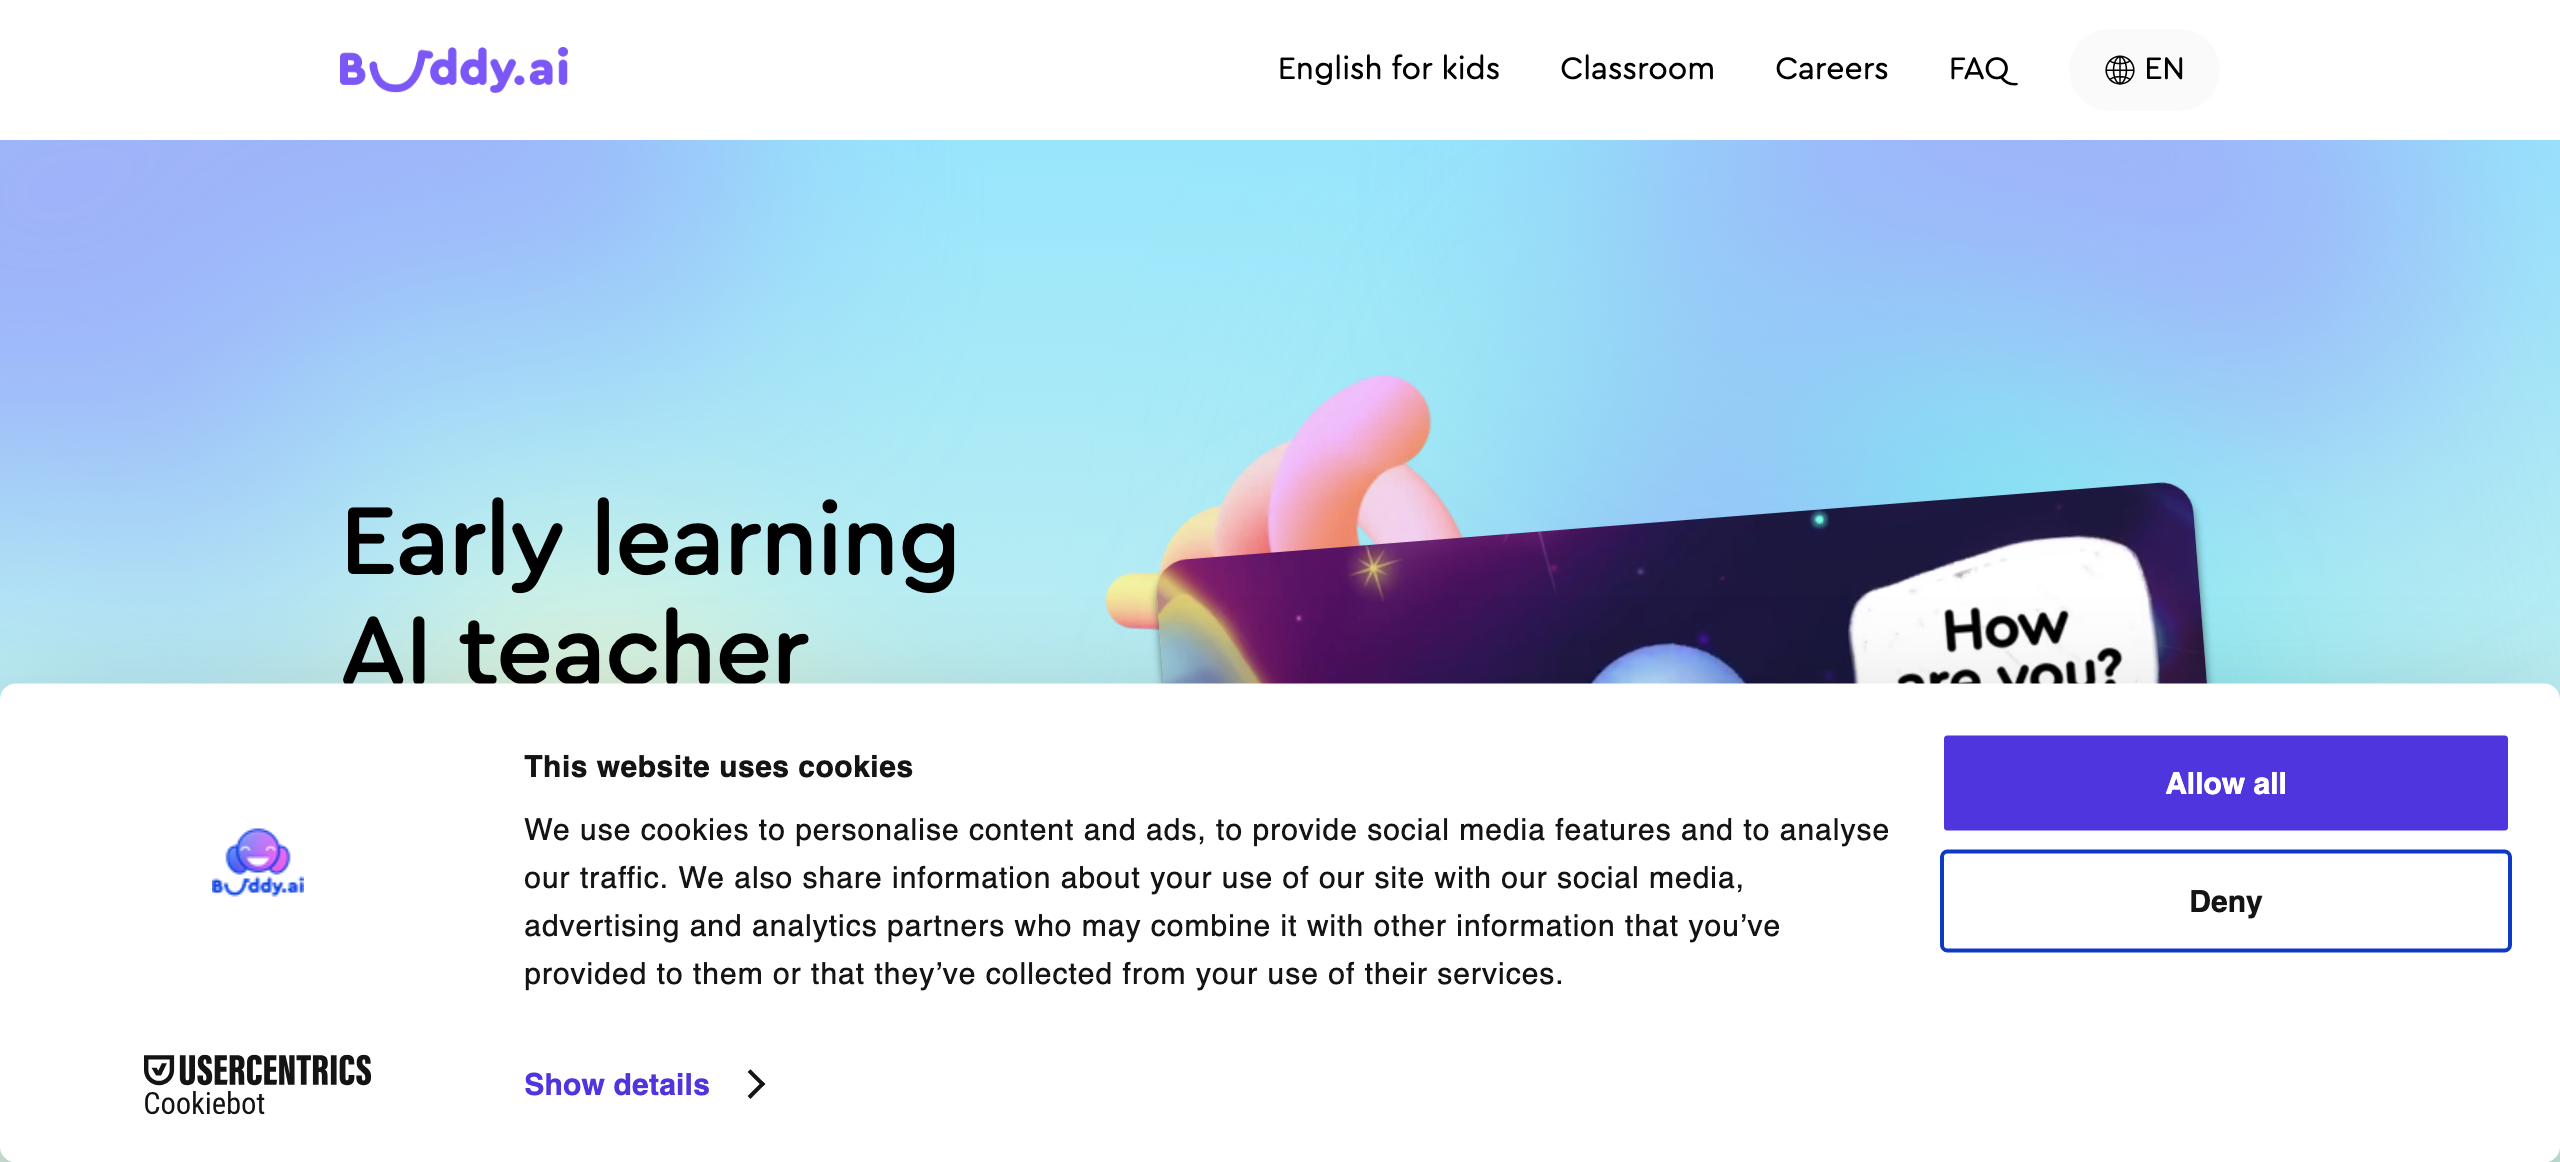 Buddy.ai
English for kids
Classroom
Careers
FAQ
EN
Early learning
AI teacher
How
are you?
This website uses cookies
We use cookies to personalise content and ads, to provide social media features and to analyse
our traffic. We also share information about your use of our site with our social media,
advertising and analytics partners who may combine it with other information that you’ve
provided to them or that they’ve collected from your use of their services.
Allow all
Deny
Buddy.ai
USERCENTRICS
Cookiebot
Show details